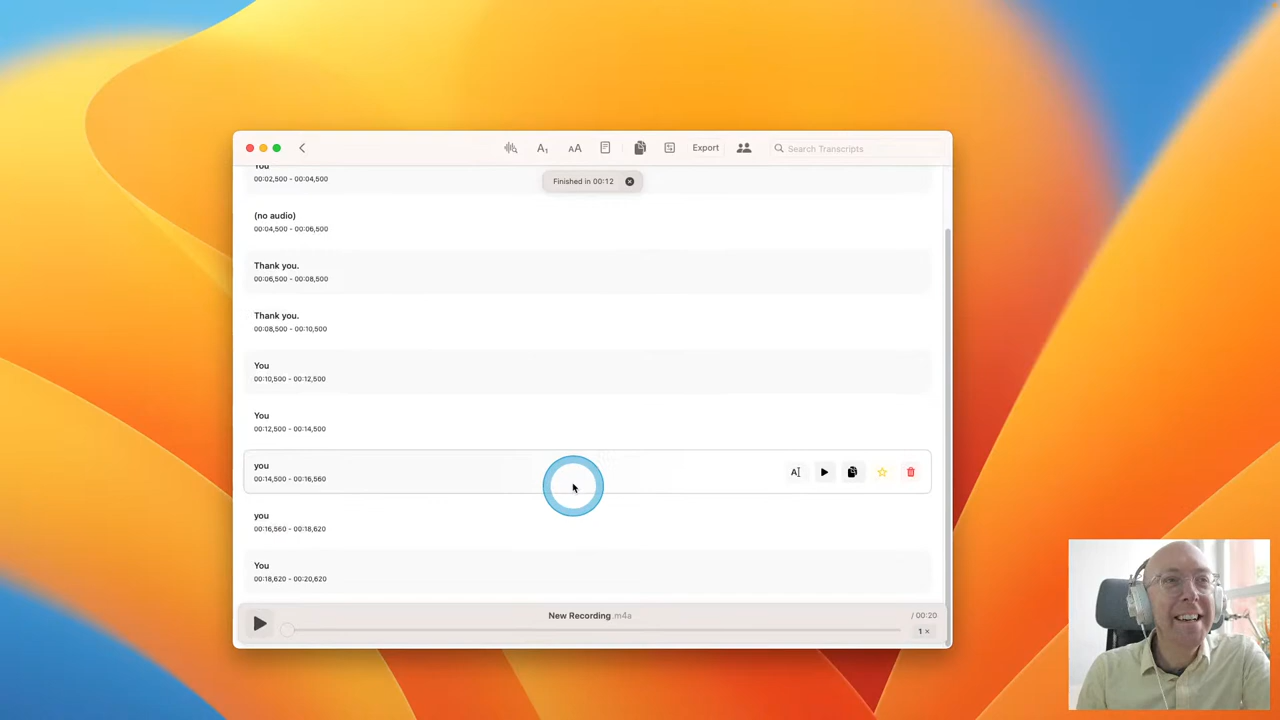 Export
Search Transcripts
You
00:02,500 - 00:04,500
Finished in 00:12
(no audio)
00:04,500 - 00:06,500
Thank you.
00:06,500 - 00:08,500
Thank you.
00:08,500 - 00:10,500
You
00:10,500 - 00:12,500
You
00:12,500 - 00:14,500
you
00:14,500 - 00:16,560
you
00:16,560 - 00:18,620
You
00:18,620 - 00:20,620
New Recording.m4a
/ 00:20
1 ×